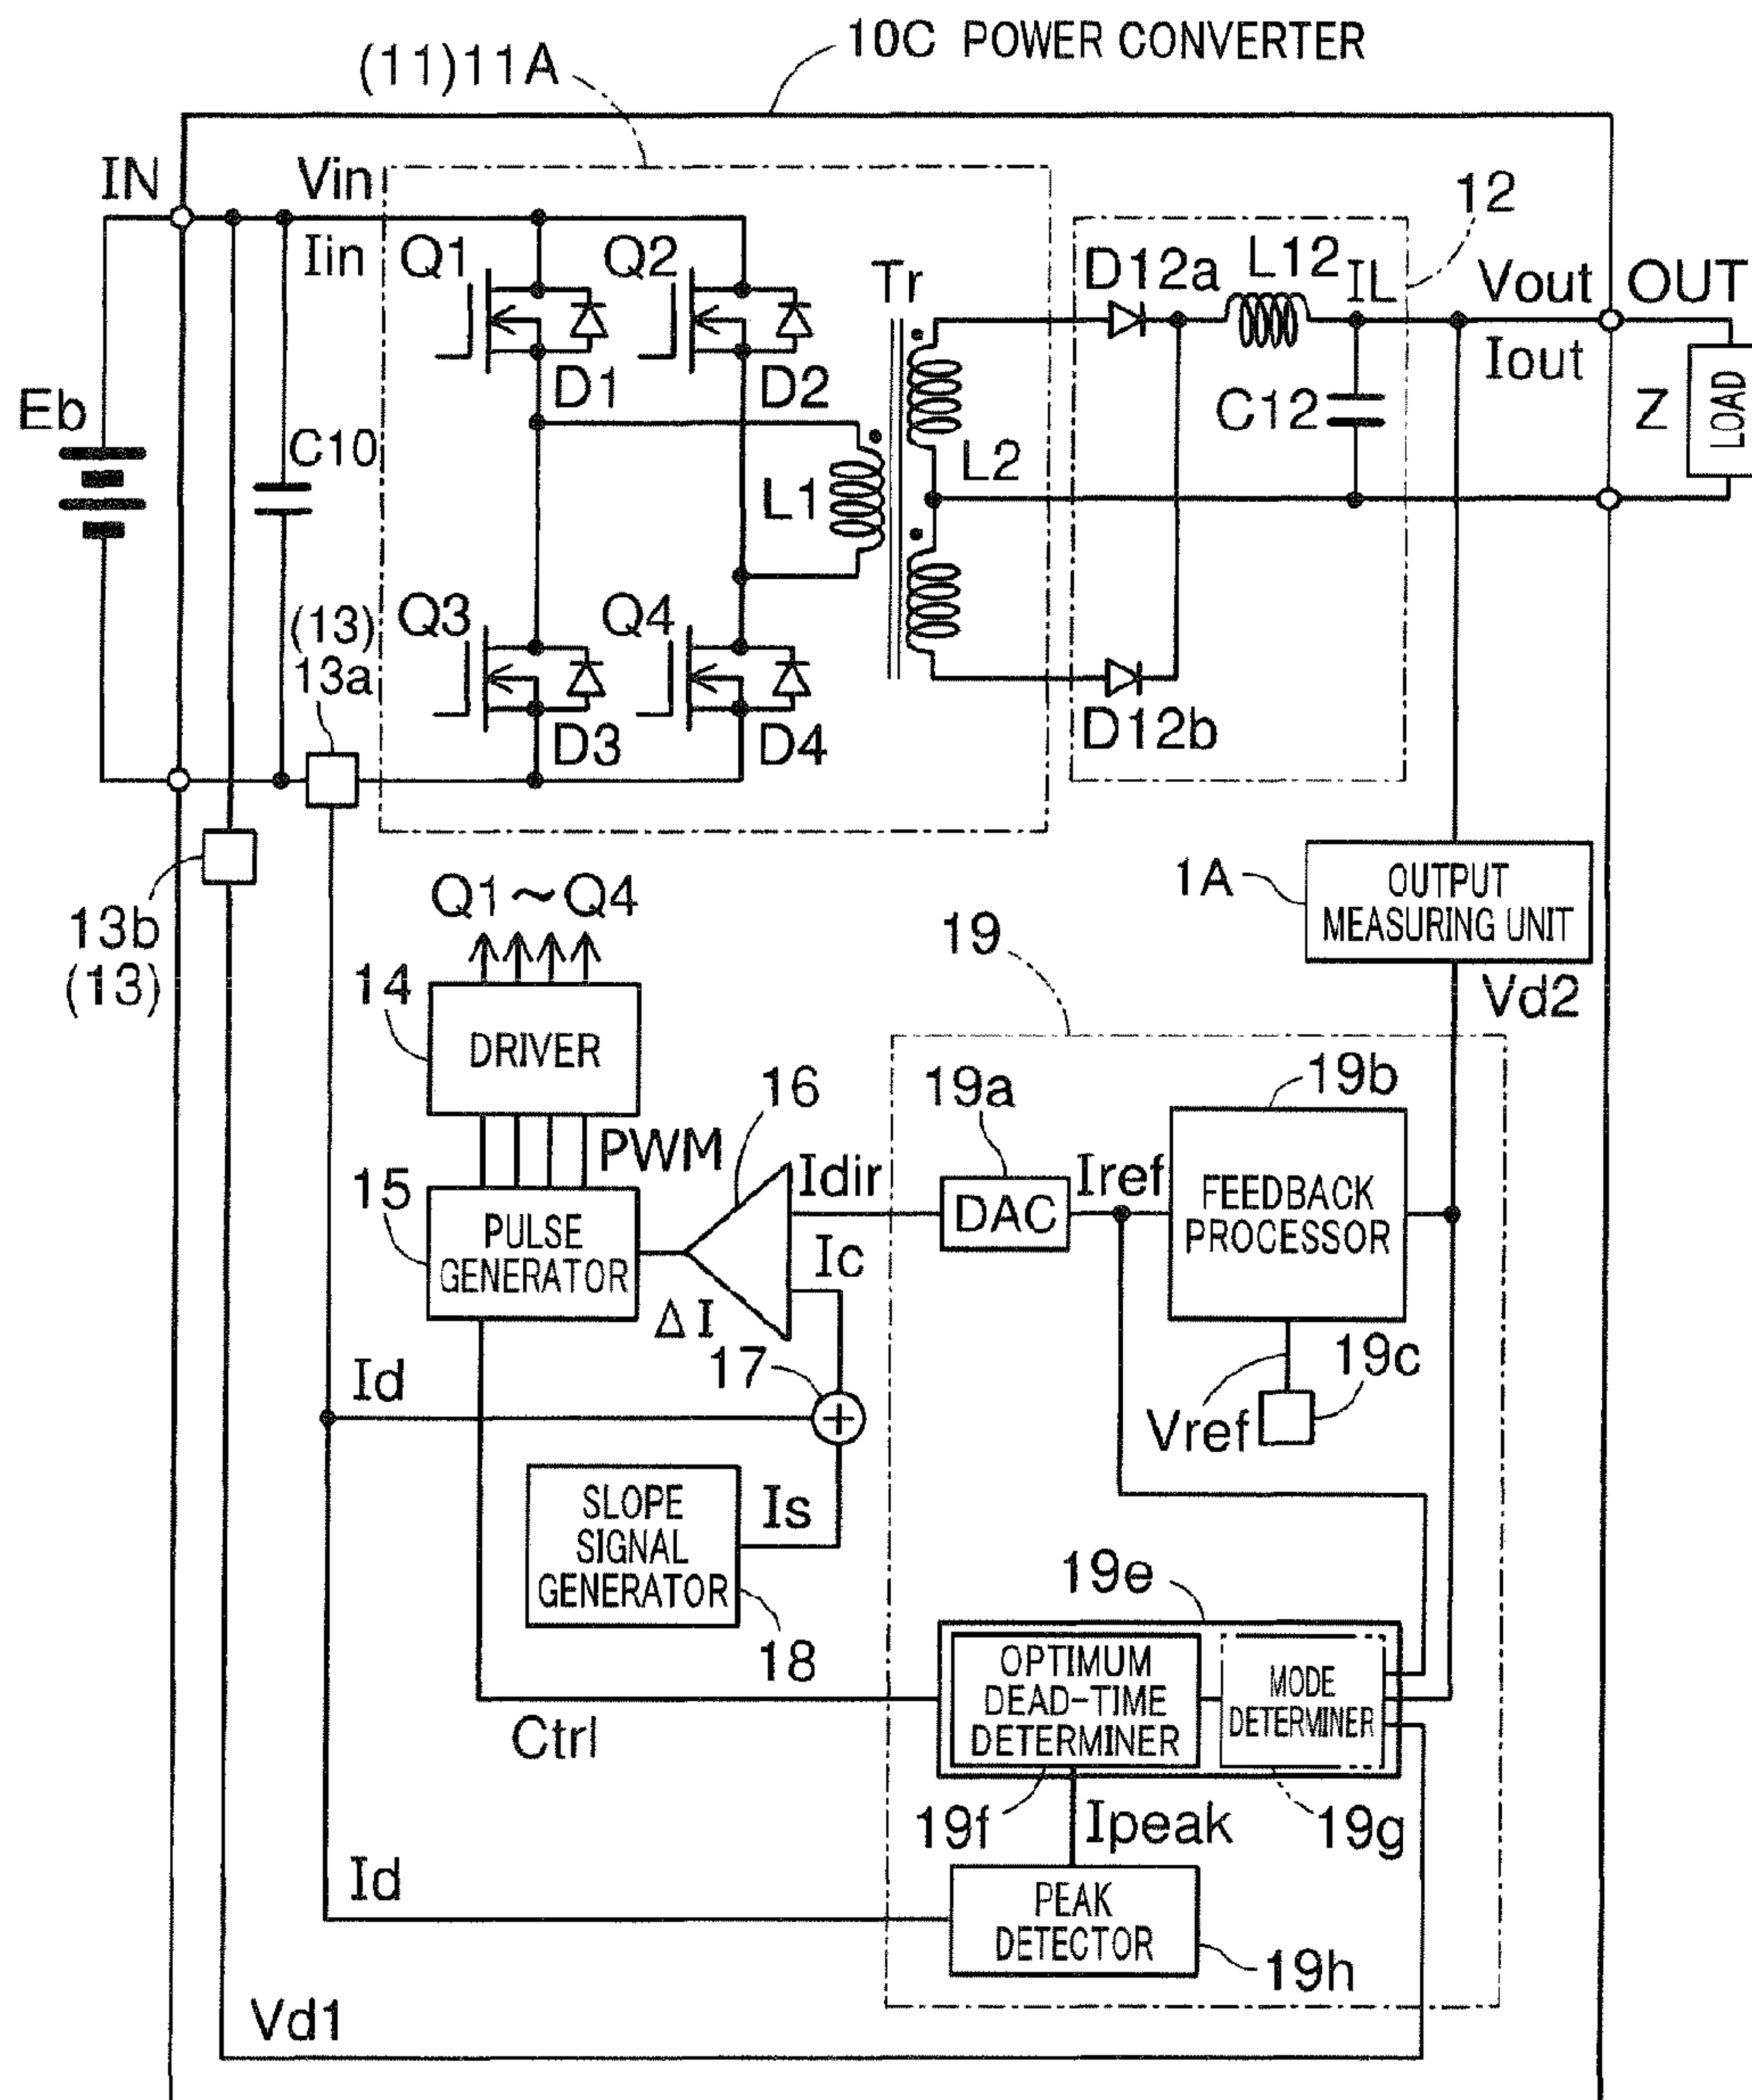 10C POWER CONVERTER
(11)11A
IN
Vin
Iin
Q1
Q2
D1
D2
Tr
D12a
L12
IL
12
Vout
OUT
Iout
Eb
C10
L1
L2
C12
Z
LOAD
(13)
13a
Q3
Q4
D3
D4
D12b
13b
(13)
Q1~Q4
1A
OUTPUT
MEASURING UNIT
Vd2
19
14
DRIVER
PWM
16
19a
19b
15
PULSE
GENERATOR
ΔI
Idir
Ic
DAC
Iref
FEEDBACK
PROCESSOR
17
+
Id
Vref
19c
SLOPE
SIGNAL
GENERATOR
Is
18
19e
OPTIMUM
DEAD-TIME
DETERMINER
MODE
DETERMINER
Ctrl
19f
Ipeak
19g
Id
PEAK
DETECTOR
19h
Vd1